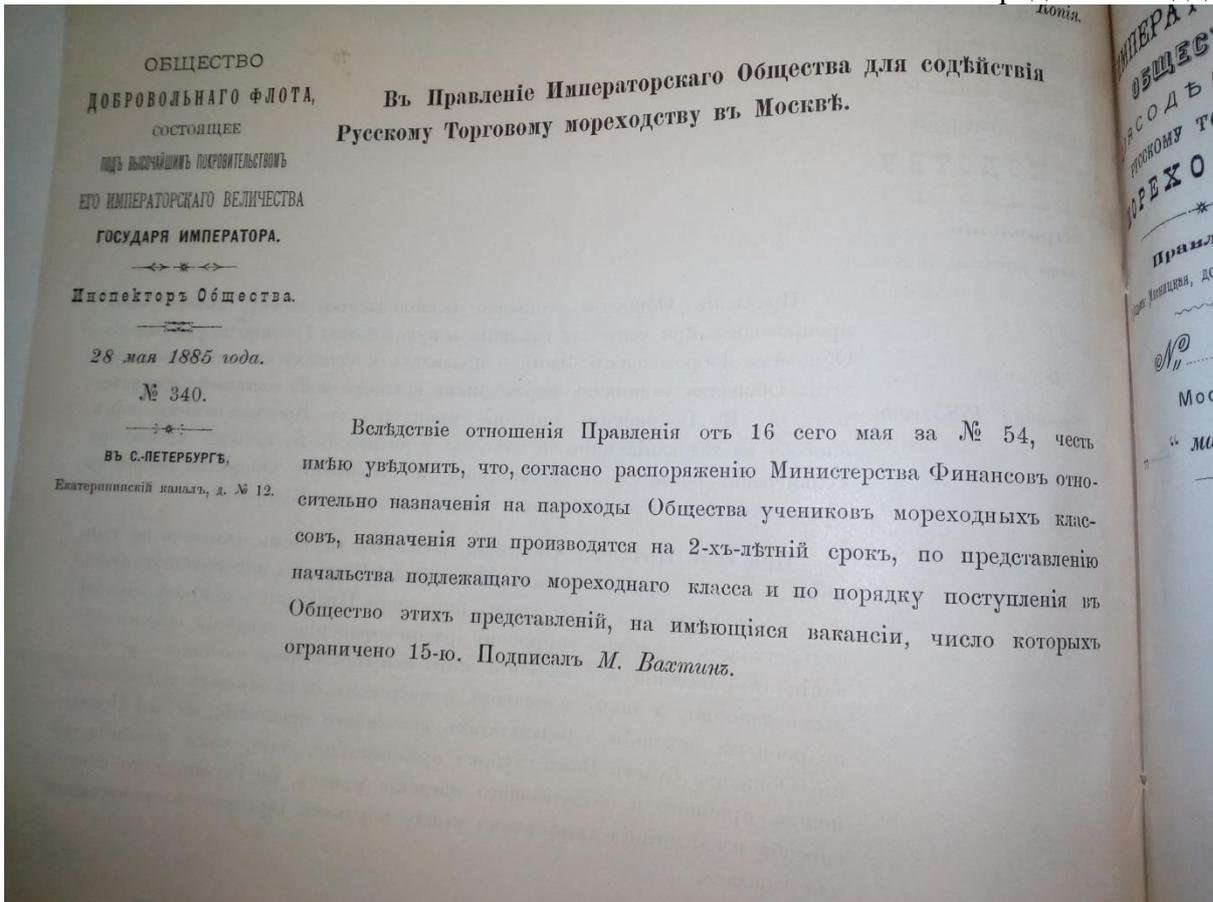 Копія.
ОБЩЕСТВО
ДОБРОВОЛЬНАГО ФЛОТА,
СОСТОЯЩЕЕ
ПОДЪ ВЫСОЧАЙШИМЪ ПОКРОВИТЕЛЬСТВОМЪ
ЕГО ИМПЕРАТОРСКАГО ВЕЛИЧЕСТВА
ГОСУДАРЯ ИМПЕРАТОРА.
Инспекторъ Общества.
28 мая 1885 года.
№ 340.
ВЪ С.-ПЕТЕРБУРГѢ,
Екатерининскій каналъ, д. № 12.
Въ Правленіе Императорскаго Общества для содѣйствія
Русскому Торговому мореходству въ Москвѣ.
Вслѣдствіе отношенія Правленія отъ 16 сего мая за № 54, честь
имѣю увѣдомить, что, согласно распоряженію Министерства Финансовъ отно-
сительно назначенія на пароходы Общества учениковъ мореходныхъ клас-
совъ, назначенія эти производятся на 2-хъ-лѣтній срокъ, по представленію
начальства подлежащаго мореходнаго класса и по порядку поступленія въ
Общество этихъ представленій, на имѣющіяся вакансіи, число которыхъ
ограничено 15-ю. Подписалъ М. Вахтинъ.
№